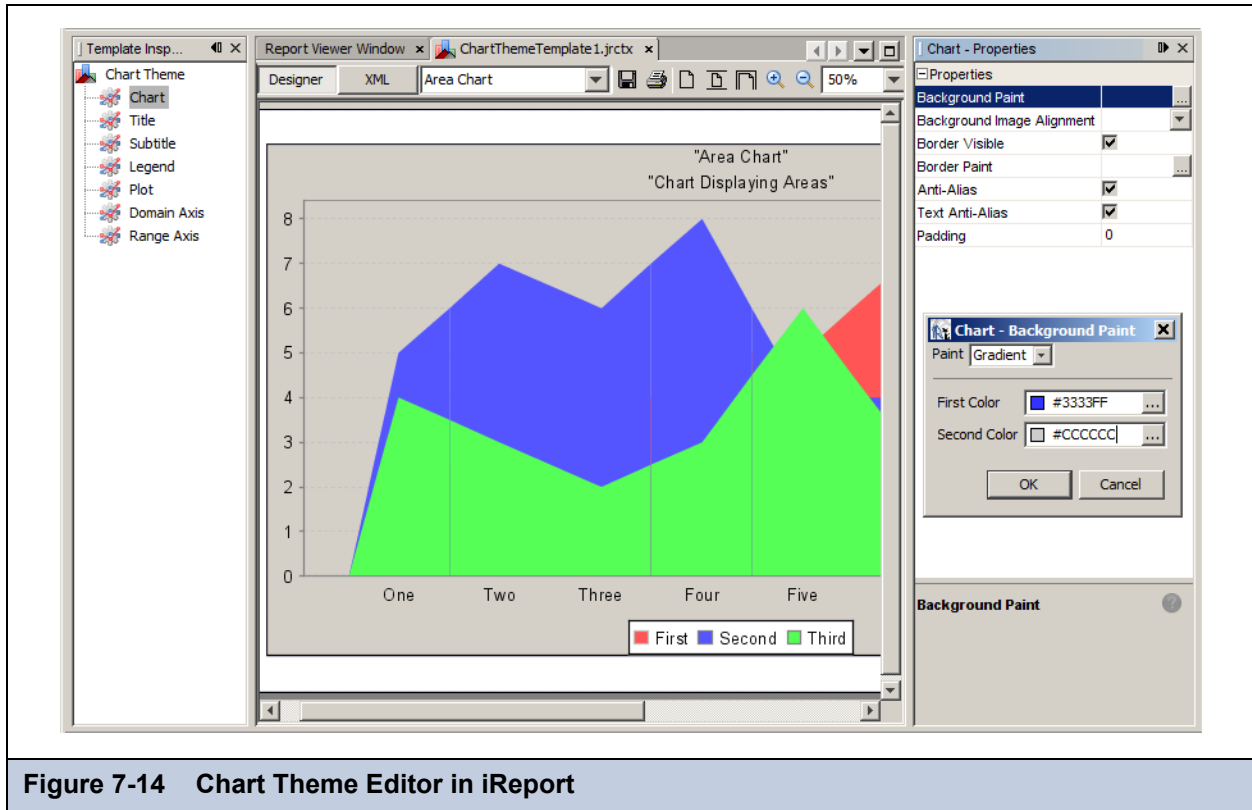 Template Insp...
Chart Theme
Chart
Title
Subtitle
Legend
Plot
Domain Axis
Range Axis
Report Viewer Window
ChartThemeTemplate1.jrctx
Designer
XML
Area Chart
50%
"Area Chart"
"Chart Displaying Areas"
8
7
6
5
4
3
2
1
0
One Two Three Four Five
First Second Third
Chart - Properties
Properties
Background Paint ...
Background Image Alignment
Border Visible
Border Paint ...
Anti-Alias
Text Anti-Alias
Padding 0
Chart - Background Paint
Paint Gradient
First Color #3333FF ...
Second Color #CCCCCC ...
OK Cancel
Background Paint
Figure 7-14 Chart Theme Editor in iReport